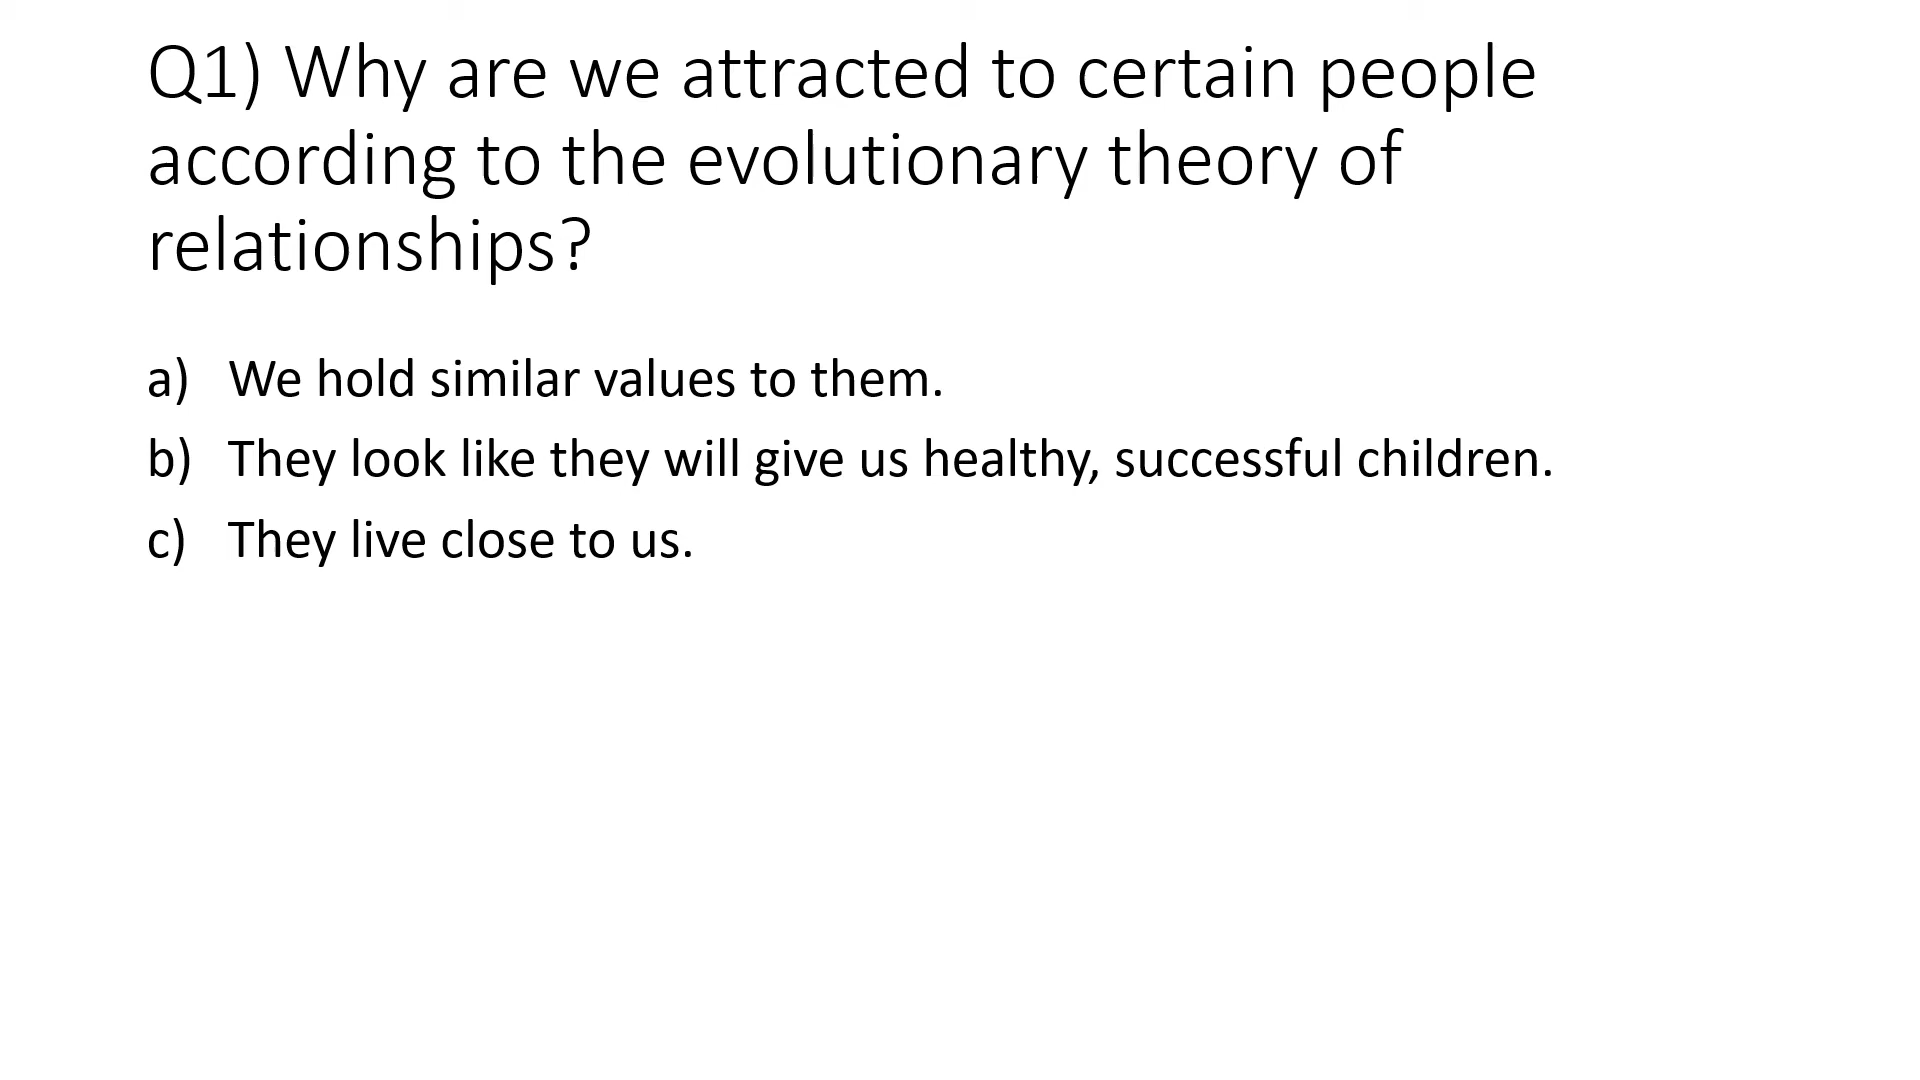 Q1) Why are we attracted to certain people
according to the evolutionary theory of
relationships?
a) We hold similar values to them.
b) They look like they will give us healthy, successful children.
c) They live close to us.